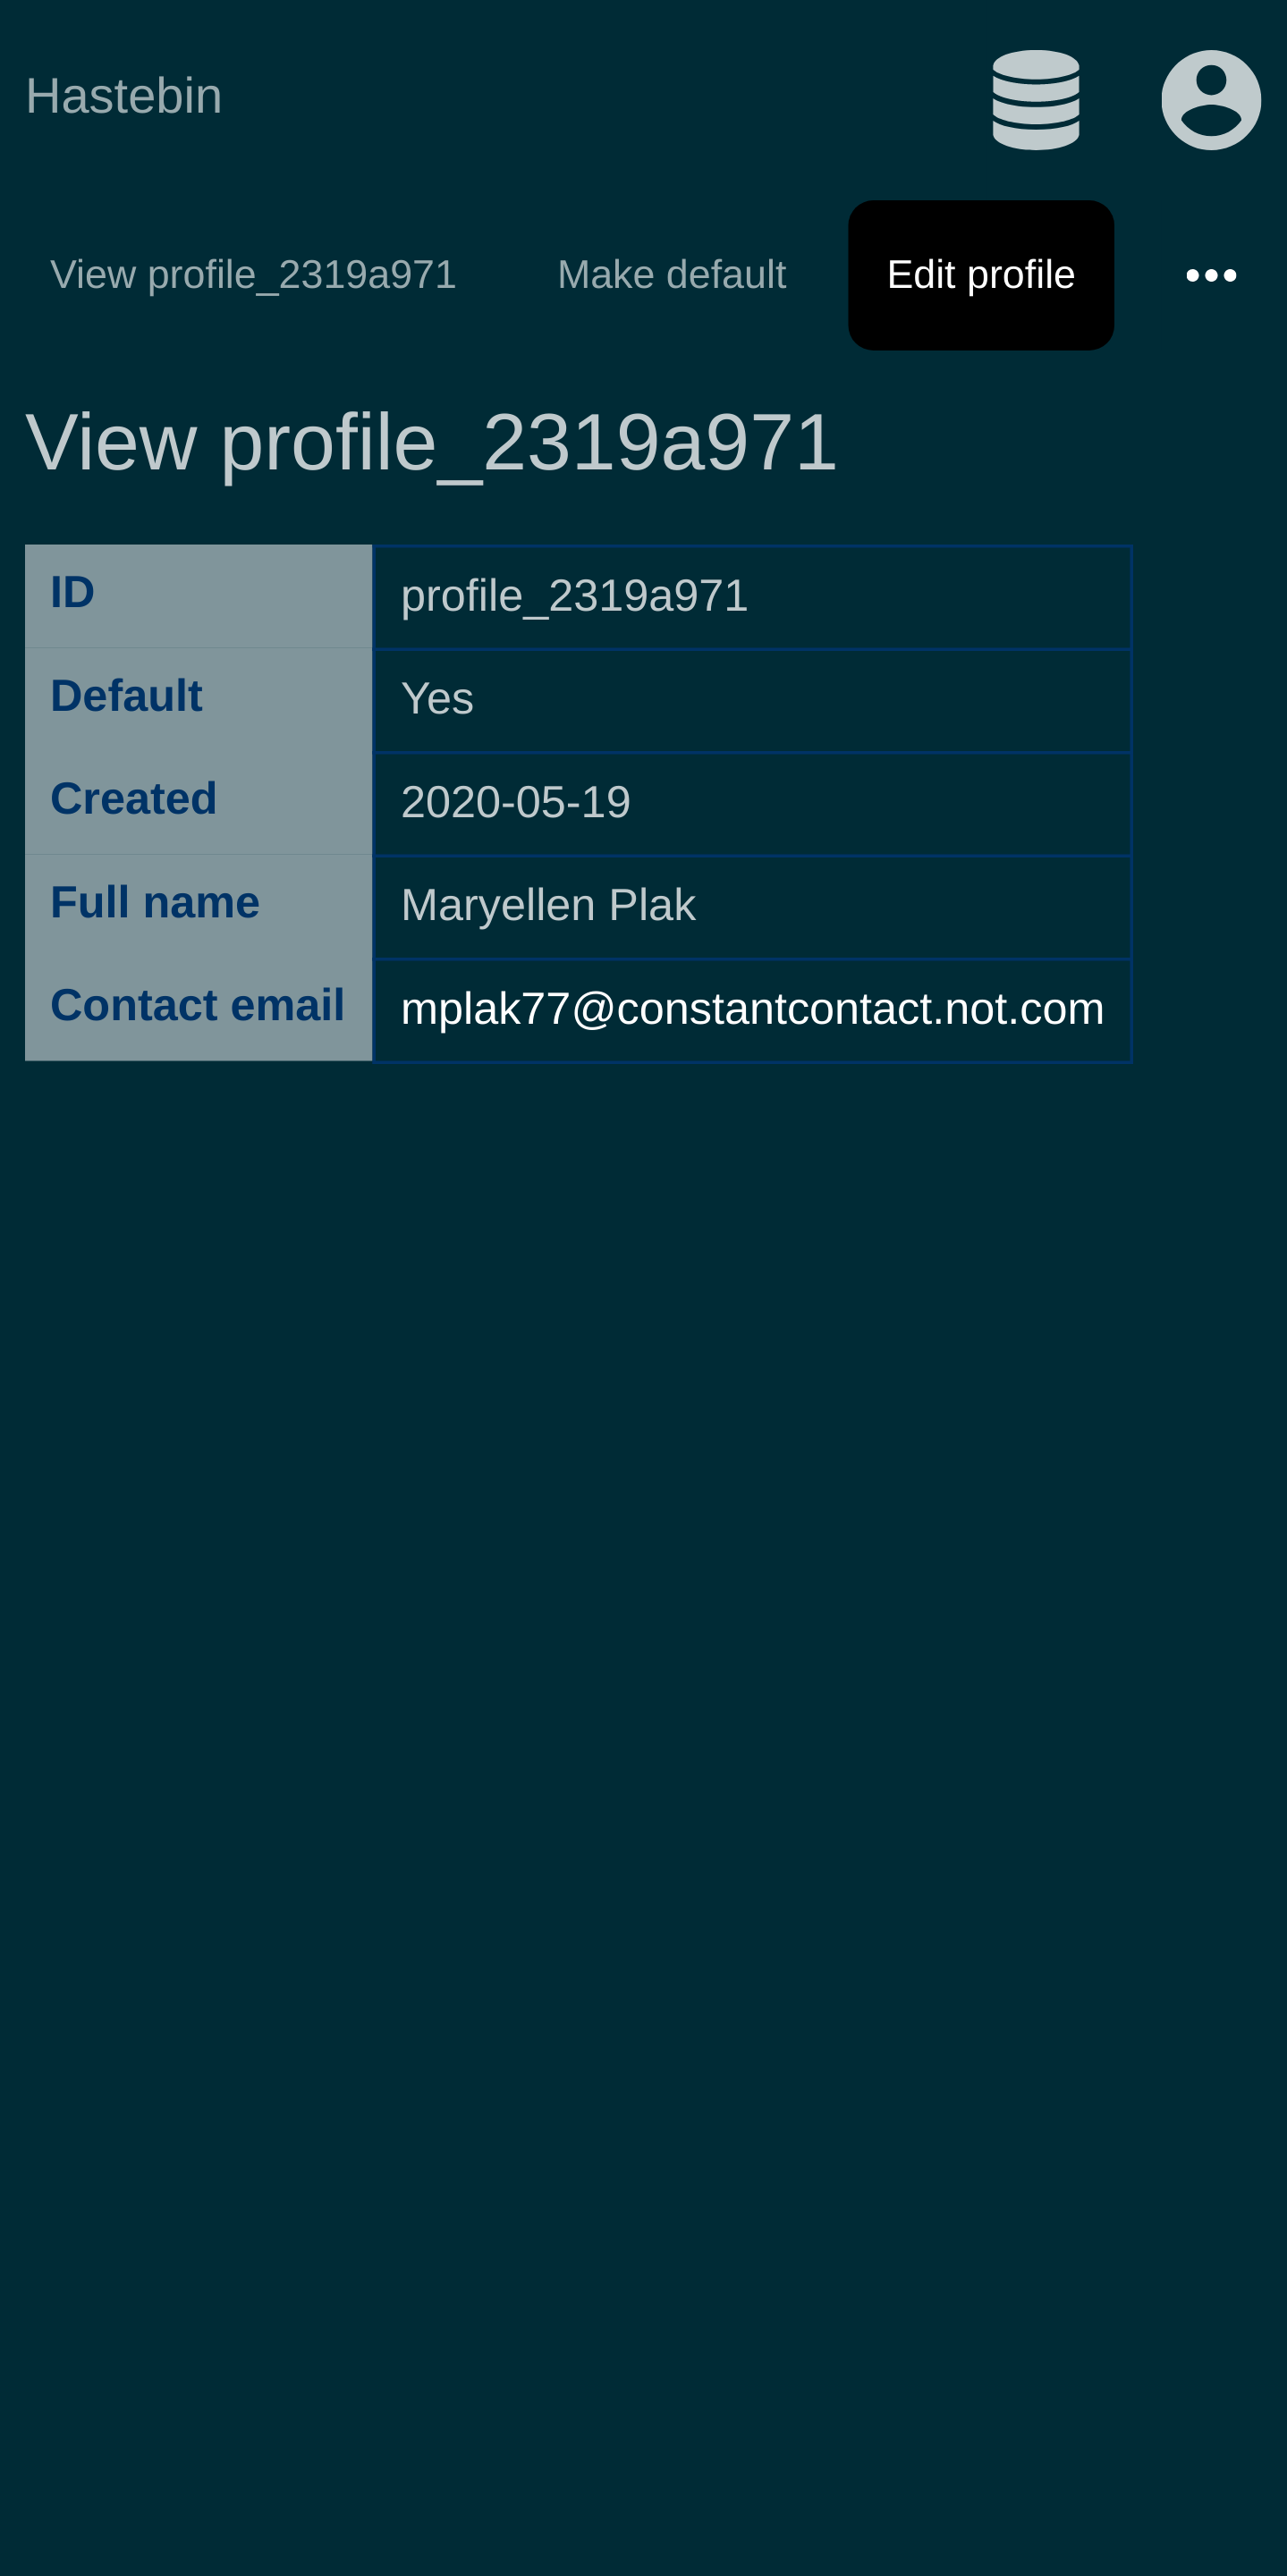 Hastebin
View profile_2319a971 Make default Edit profile
View profile_2319a971
ID profile_2319a971
Default Yes
Created 2020-05-19
Full name Maryellen Plak
Contact email mplak77@constantcontact.not.com